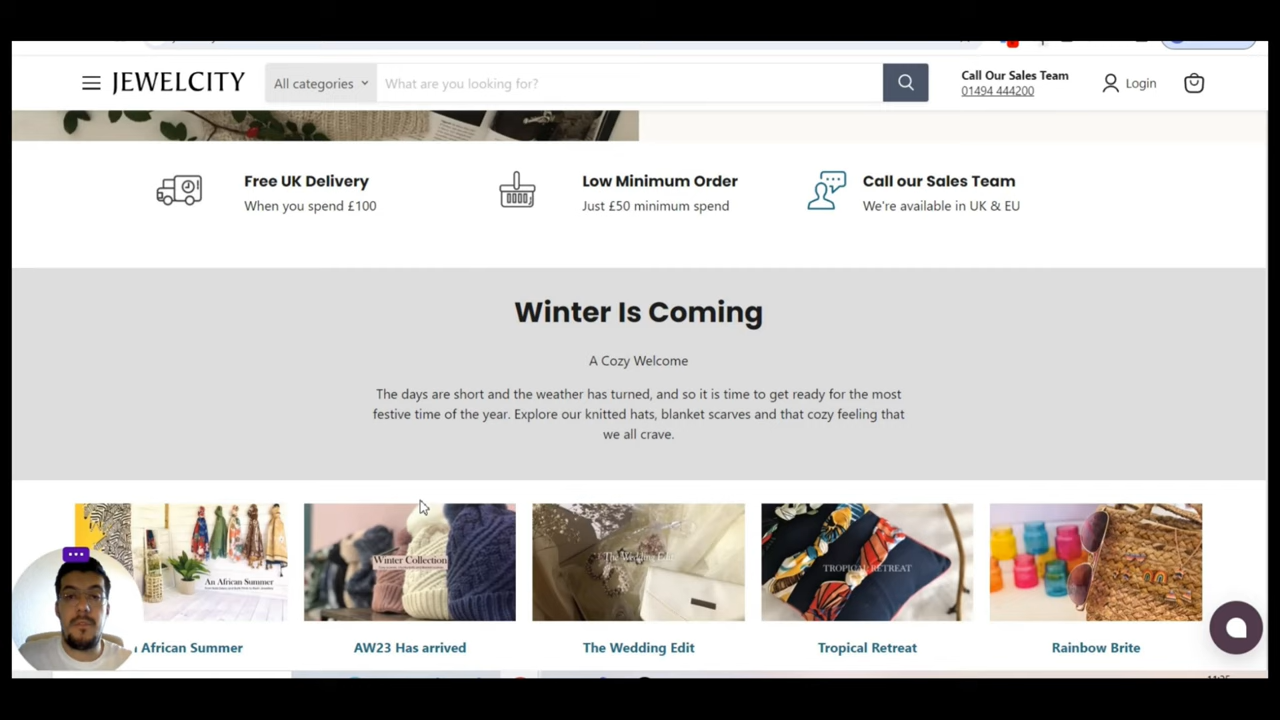 JEWELCITY
All categories
What are you looking for?
Call Our Sales Team
01494 444200
Login
Free UK Delivery
When you spend £100
Low Minimum Order
Just £50 minimum spend
Call our Sales Team
We're available in UK & EU
Winter Is Coming
A Cozy Welcome
The days are short and the weather has turned, and so it is time to get ready for the most
festive time of the year. Explore our knitted hats, blanket scarves and that cozy feeling that
we all crave.
An African Summer
Winter Collection
The Wedding Edit
TROPICAL RETREAT
African Summer
AW23 Has arrived
The Wedding Edit
Tropical Retreat
Rainbow Brite